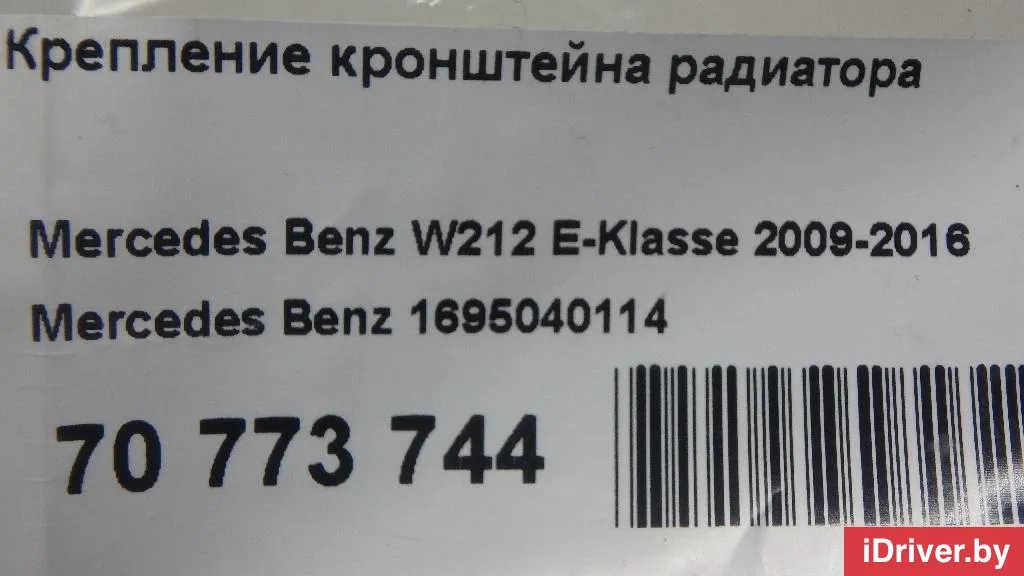 Крепление кронштейна радиатора
Mercedes Benz W212 E-Klasse 2009-2016
Mercedes Benz 1695040114
70 773 744
iDriver.by